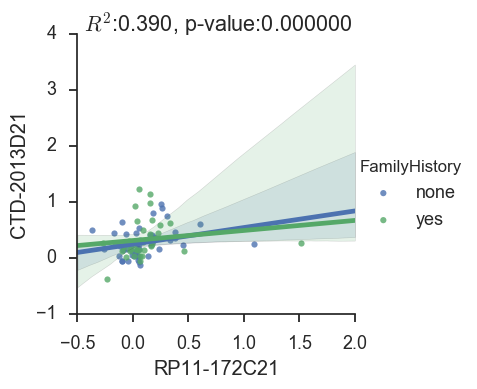 R²:0.390, p-value:0.000000
4
3
2
1
0
−1
CTD-2013D21
−0.5 0.0 0.5 1.0 1.5 2.0
RP11-172C21
FamilyHistory
none
yes